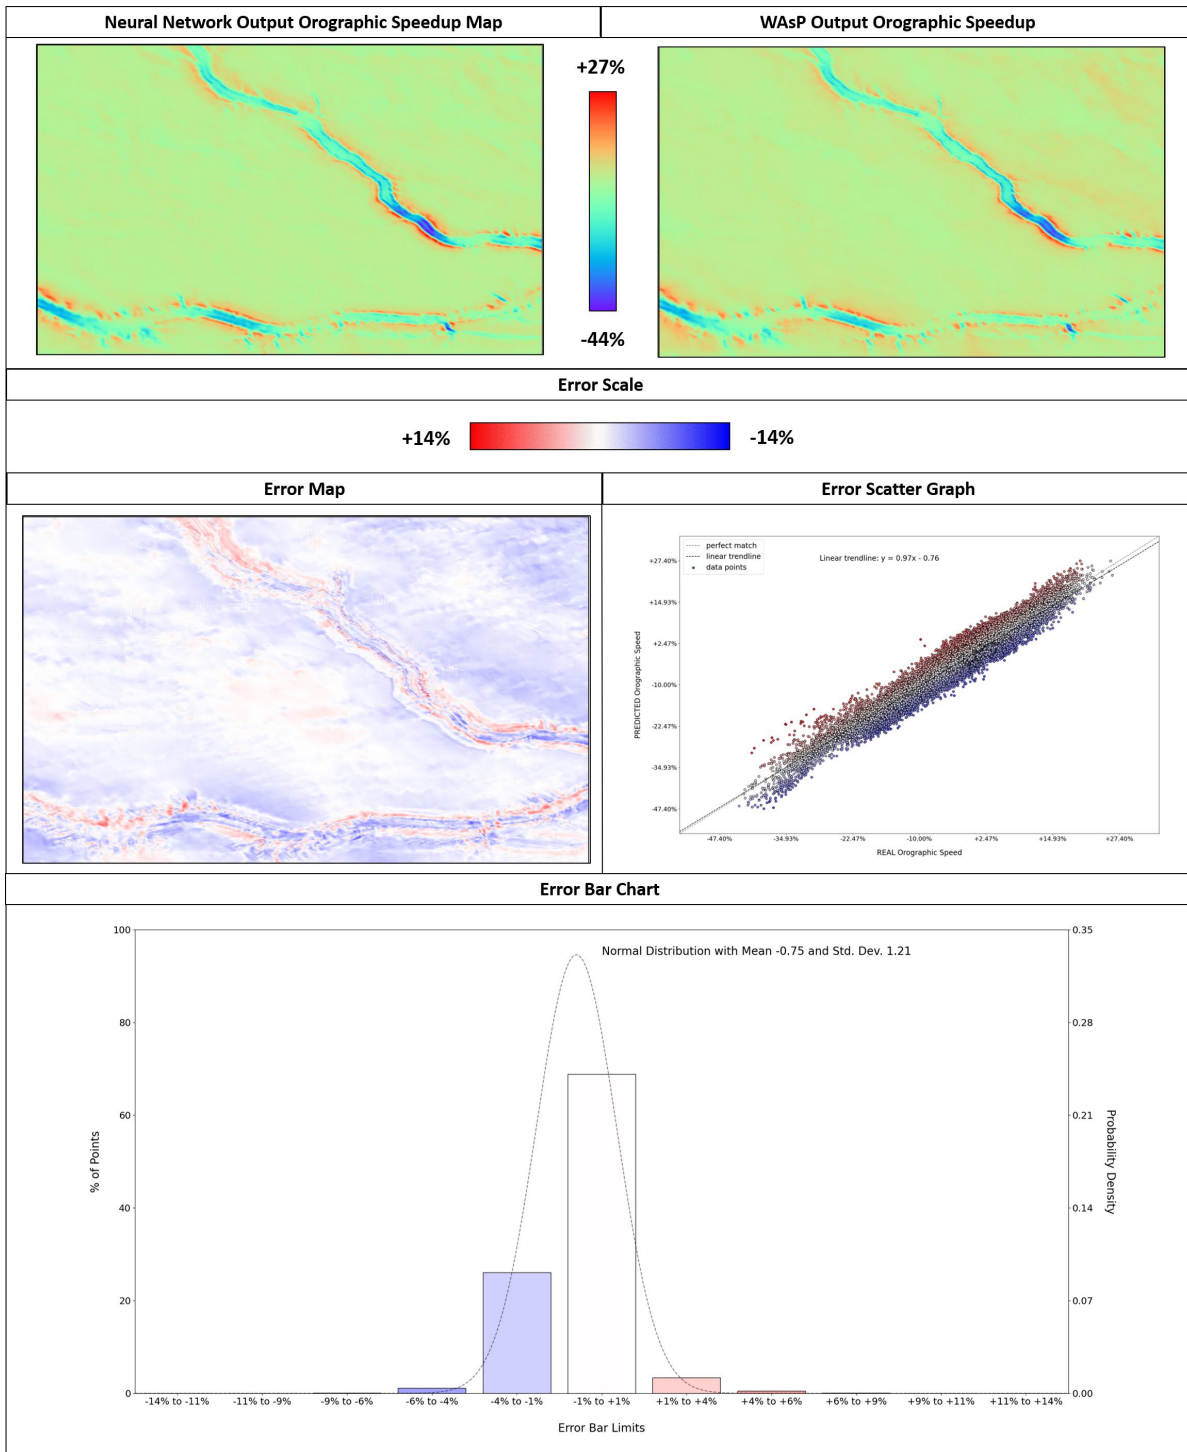 Neural Network Output Orographic Speedup Map
WAsP Output Orographic Speedup
+27%
-44%
Error Scale
+14%
-14%
Error Map
Error Scatter Graph
perfect match
linear trendline
data points
Linear trendline: y = 0.97x - 0.76
+27.40%
+14.93%
+2.47%
-10.00%
-22.47%
-34.93%
-47.40%
PREDICTED Orographic Speed
-47.40%
-34.93%
-22.47%
-10.00%
+2.47%
+14.93%
+27.40%
REAL Orographic Speed
Error Bar Chart
Normal Distribution with Mean -0.75 and Std. Dev. 1.21
100
80
60
40
20
0
% of Points
0.35
0.28
0.21
0.14
0.07
0.00
Probability Density
-14% to -11%
-11% to -9%
-9% to -6%
-6% to -4%
-4% to -1%
-1% to +1%
+1% to +4%
+4% to +6%
+6% to +9%
+9% to +11%
+11% to +14%
Error Bar Limits